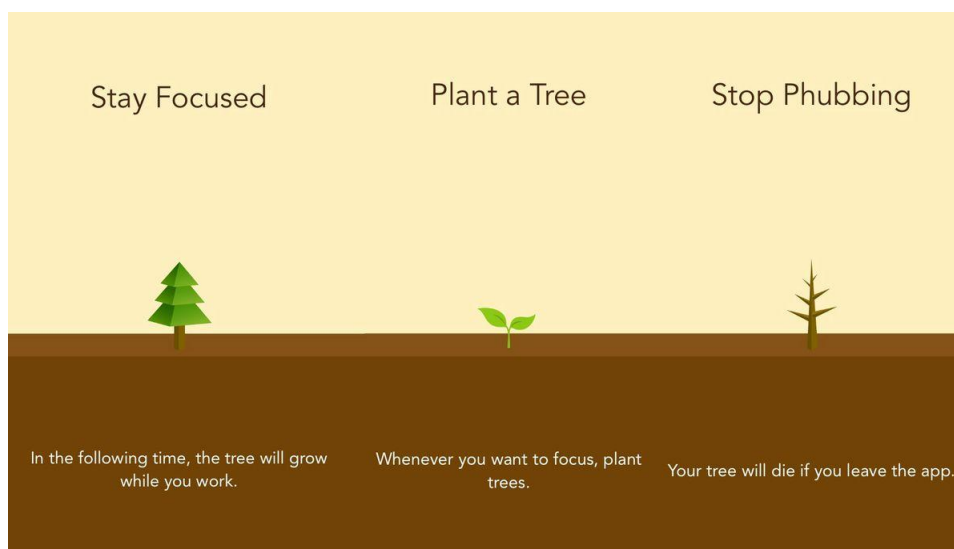 Stay Focused
Plant a Tree
Stop Phubbing
In the following time, the tree will grow
while you work.
Whenever you want to focus, plant
trees.
Your tree will die if you leave the app.